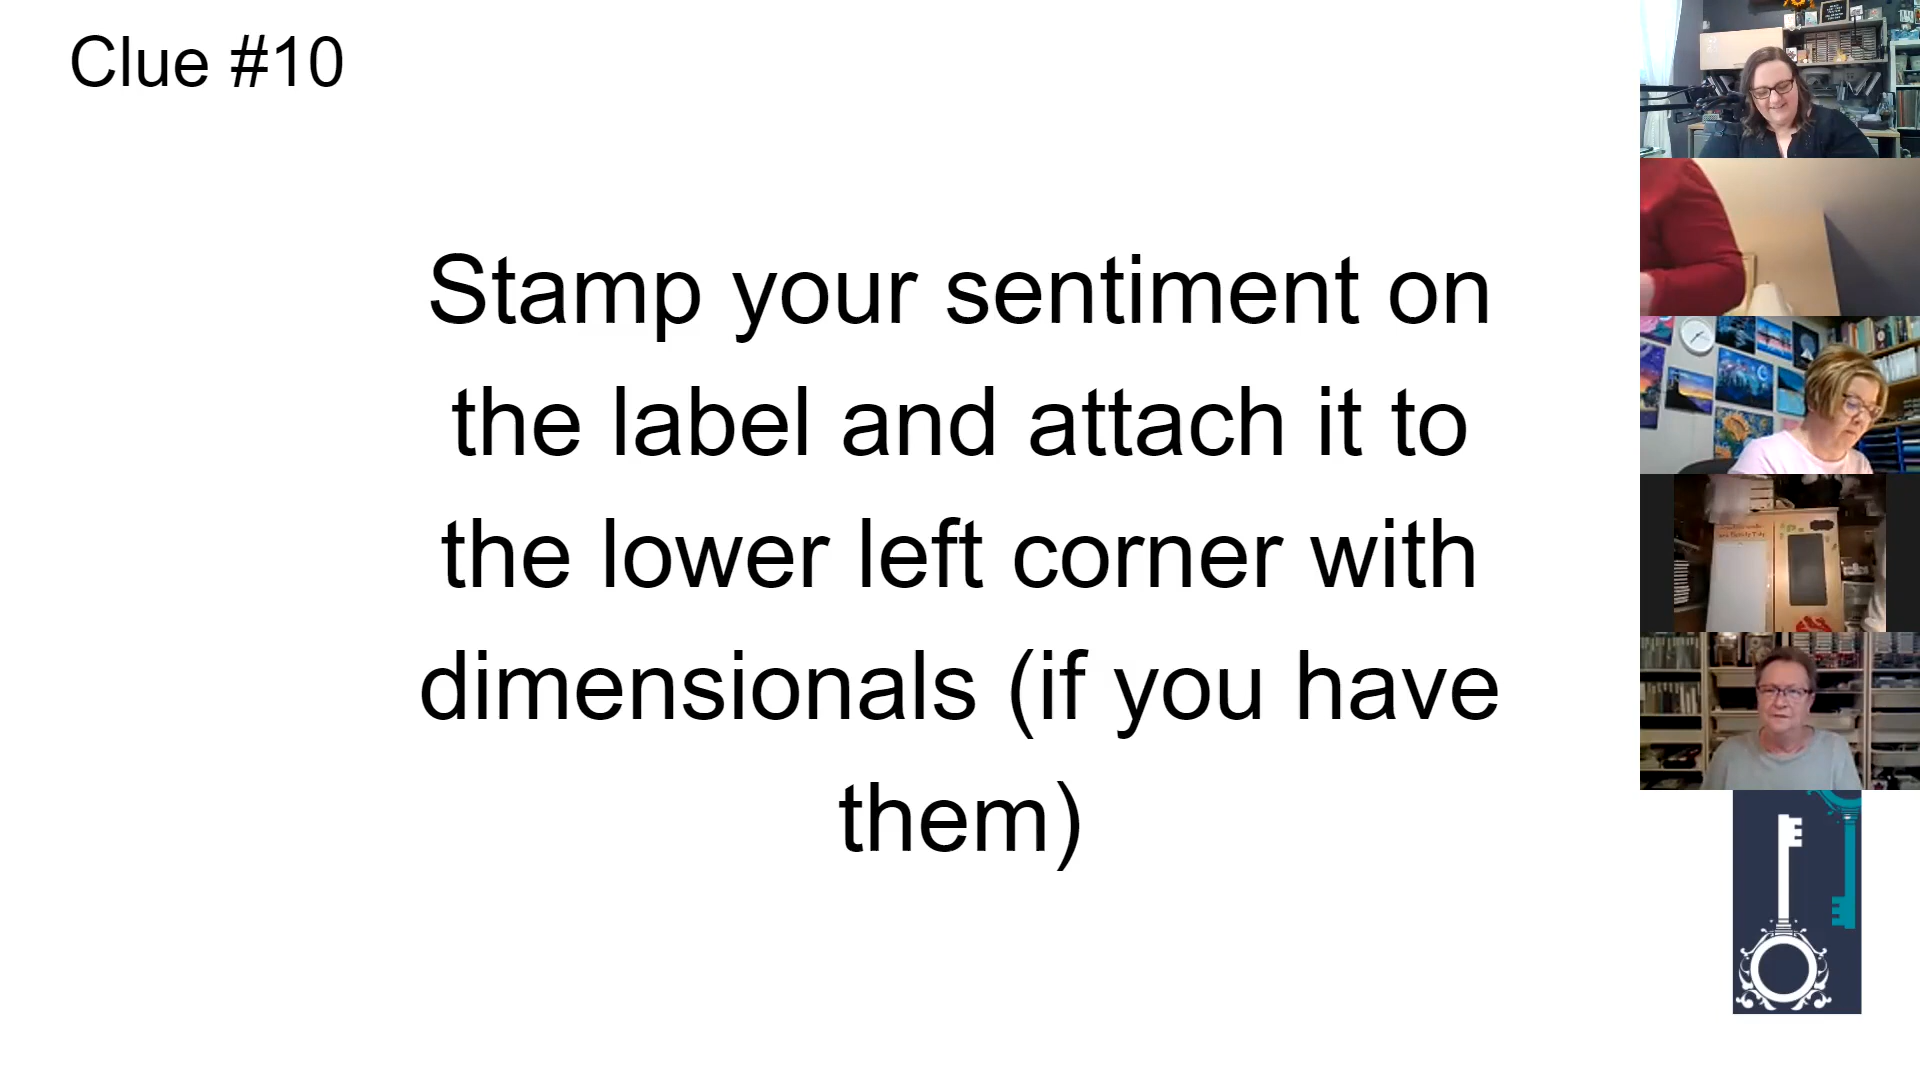 Clue #10
Stamp your sentiment on
the label and attach it to
the lower left corner with
dimensionals (if you have
them)